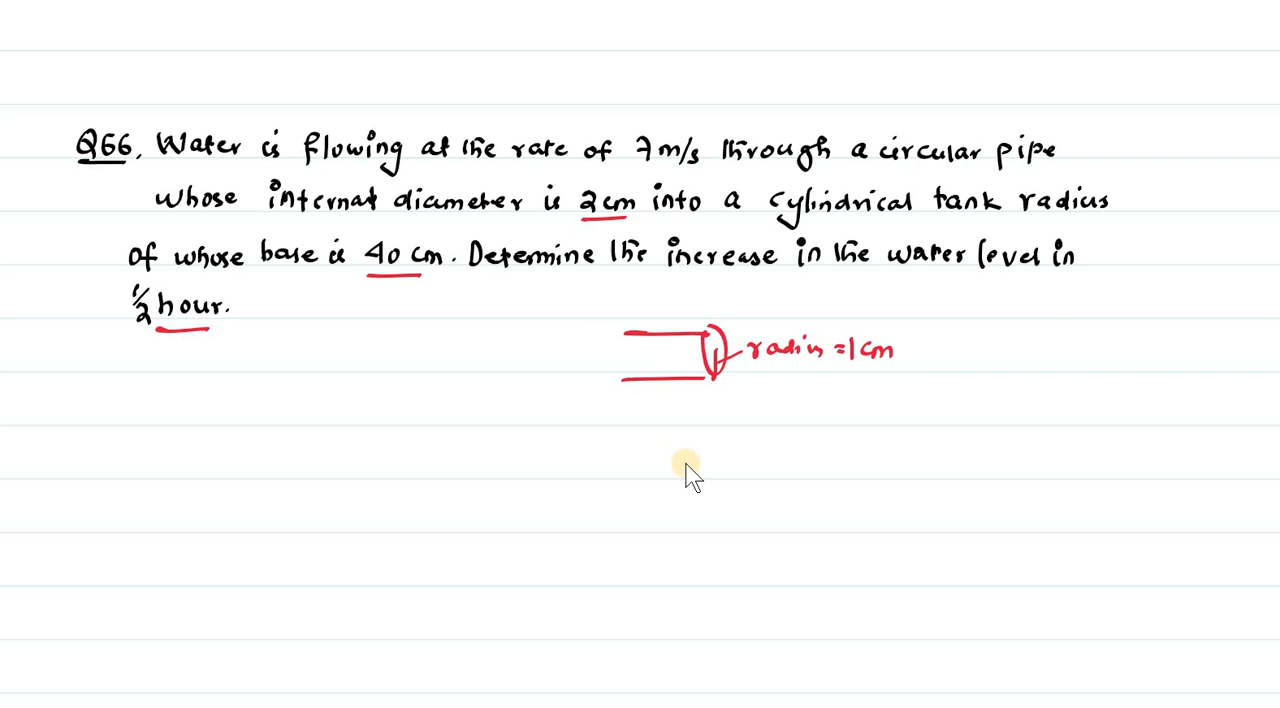 Q66. Water is flowing at the rate of 7m/s through a circular pipe
whose internal diameter is 2cm into a cylindrical tank radius
of whose base is 40 cm. Determine the increase in the water level in
1/2 hour.
radius =1cm